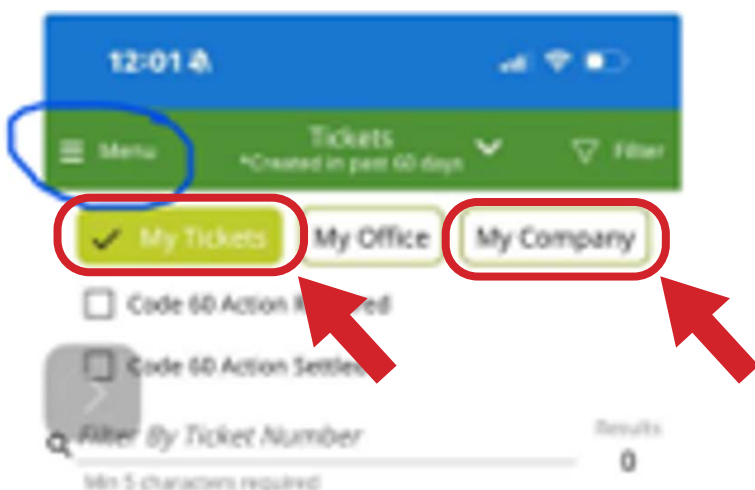 12:01
Menu
Tickets
*Created in past 60 days
Filter
My Tickets
My Office
My Company
Code 60 Action
Code 60 Action Settled
Filter By Ticket Number
Results
0
Min 5 characters required